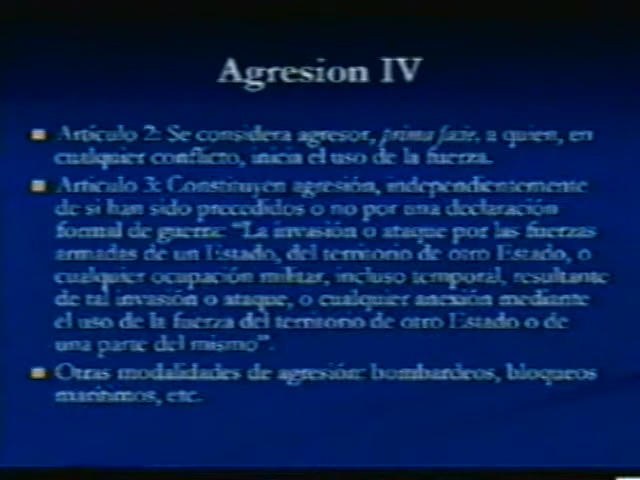 Agresion IV
Artículo 2: Se considera agresor, prima facie, a quien, en
cualquier conflicto, inicia el uso de la fuerza.
Artículo 3: Constituyen agresión, independientemente
de si han sido precedidos o no por una declaración
formal de guerra: "La invasión o ataque por las fuerzas
armadas de un Estado, del territorio de otro Estado, o
cualquier ocupación militar, incluso temporal, resultante
de tal invasión o ataque, o cualquier anexión mediante
el uso de la fuerza del territorio de otro Estado o de
una parte del mismo".
Otras modalidades de agresión: bombardeos, bloqueos
marítimos, etc.